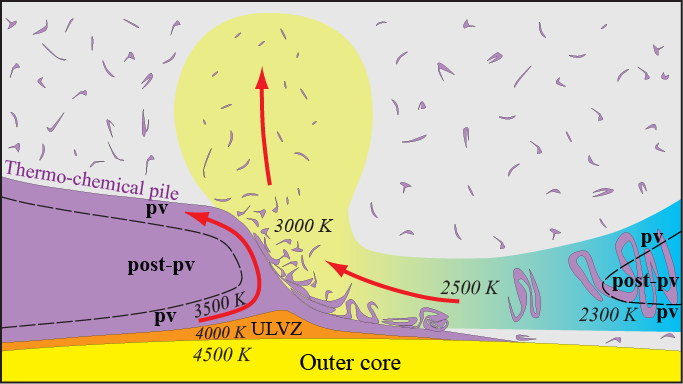 Thermo-chemical pile
pv
3000 K
pv
post-pv
post-pv
2500 K
3500 K
pv
2300 K
pv
4000 K
ULVZ
4500 K
Outer core